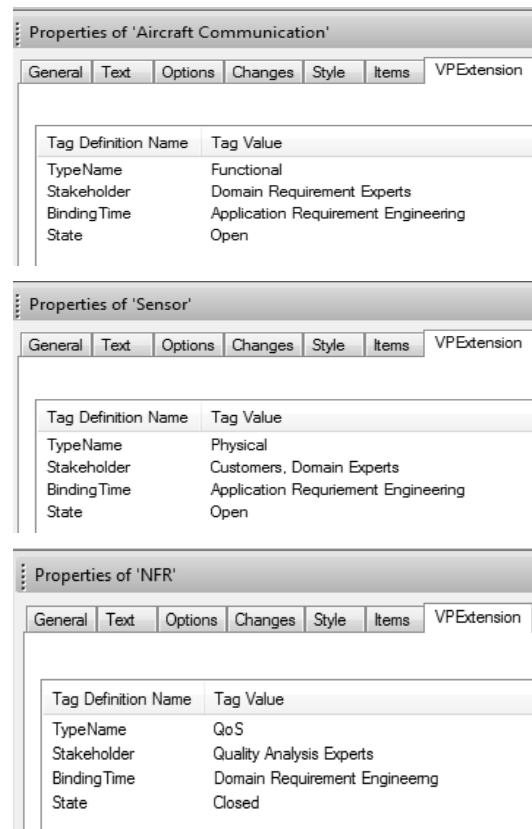 Properties of 'Aircraft Communication'
General Text Options Changes Style Items VPExtension
Tag Definition Name Tag Value
TypeName Functional
Stakeholder Domain Requirement Experts
BindingTime Application Requirement Engineering
State Open
Properties of 'Sensor'
General Text Options Changes Style Items VPExtension
Tag Definition Name Tag Value
TypeName Physical
Stakeholder Customers, Domain Experts
BindingTime Application Requriement Engineering
State Open
Properties of 'NFR'
General Text Options Changes Style Items VPExtension
Tag Definition Name Tag Value
TypeName QoS
Stakeholder Quality Analysis Experts
BindingTime Domain Requirement Engineerng
State Closed